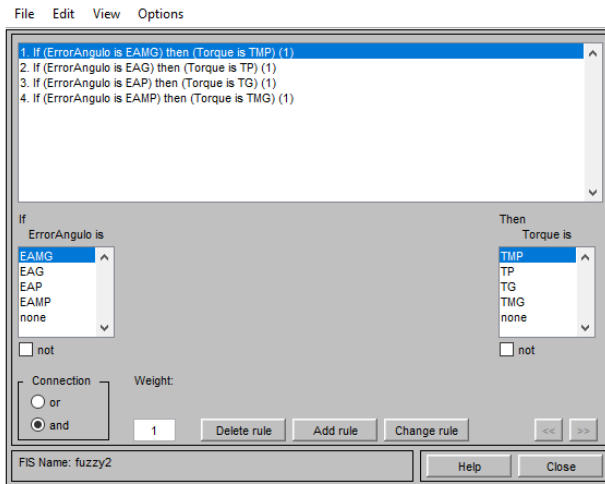 File Edit View Options
1. If (ErrorAngulo is EAMG) then (Torque is TMP) (1)
2. If (ErrorAngulo is EAG) then (Torque is TP) (1)
3. If (ErrorAngulo is EAP) then (Torque is TG) (1)
4. If (ErrorAngulo is EAMP) then (Torque is TMG) (1)
If
ErrorAngulo is
EAMG
EAG
EAP
EAMP
none
not
Then
Torque is
TMP
TP
TG
TMG
none
not
Connection
or
and
Weight:
1
Delete rule Add rule Change rule << >>
FIS Name: fuzzy2
Help Close